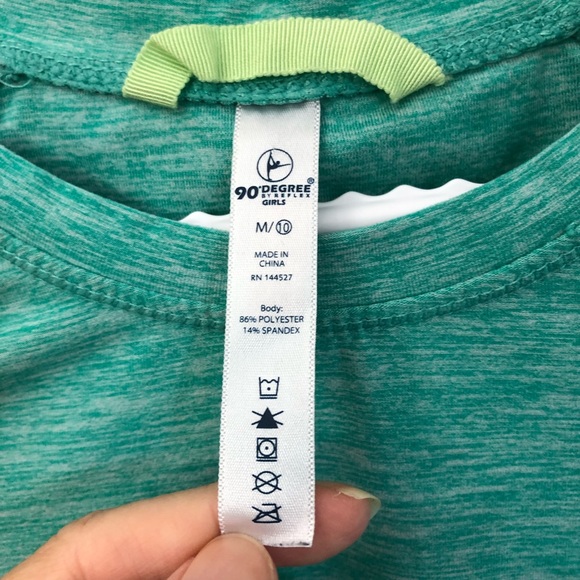 90° DEGREE®
BY REFLEX
GIRLS
M/⑩
MADE IN
CHINA
RN 144527
Body:
86% POLYESTER
14% SPANDEX